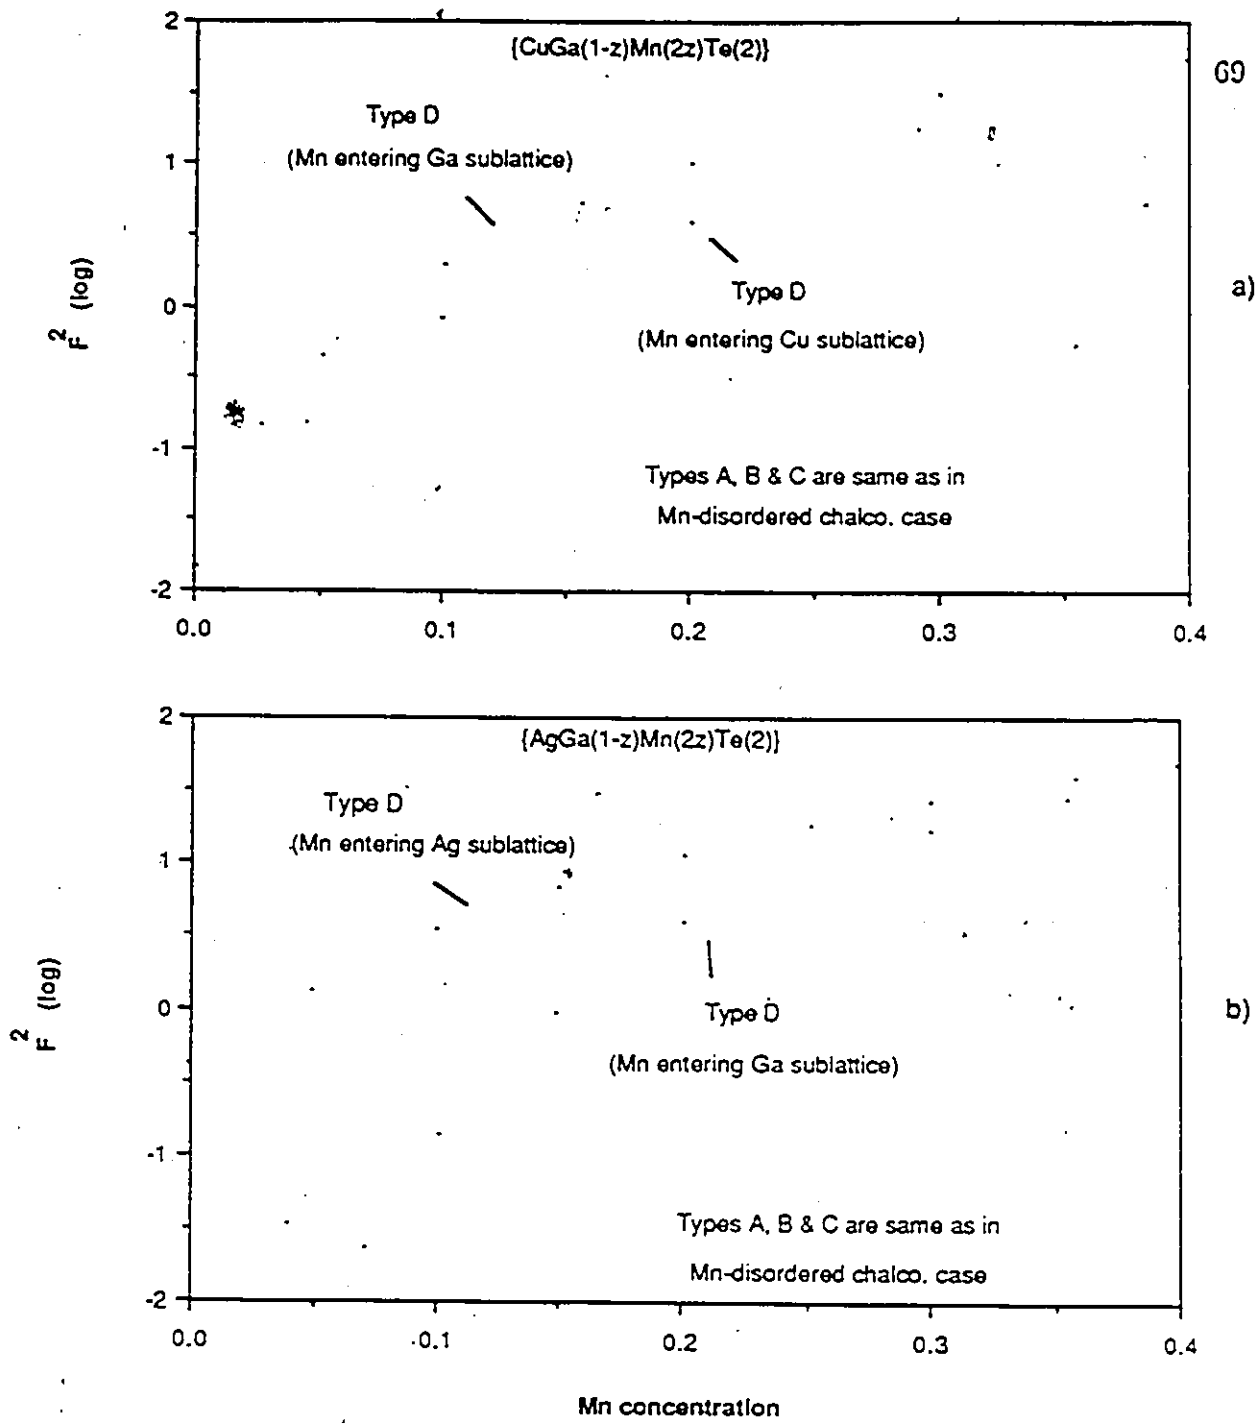 69
{CuGa(1-z)Mn(2z)Te(2)}
Type D
(Mn entering Ga sublattice)
Type D
(Mn entering Cu sublattice)
Types A, B & C are same as in
Mn-disordered chalco. case
a)
F² (log)
2
1
0
-1
-2
0.0 0.1 0.2 0.3 0.4
{AgGa(1-z)Mn(2z)Te(2)}
Type D
(Mn entering Ag sublattice)
Type D
(Mn entering Ga sublattice)
Types A, B & C are same as in
Mn-disordered chalco. case
b)
F² (log)
2
1
0
-1
-2
0.0 0.1 0.2 0.3 0.4
Mn concentration